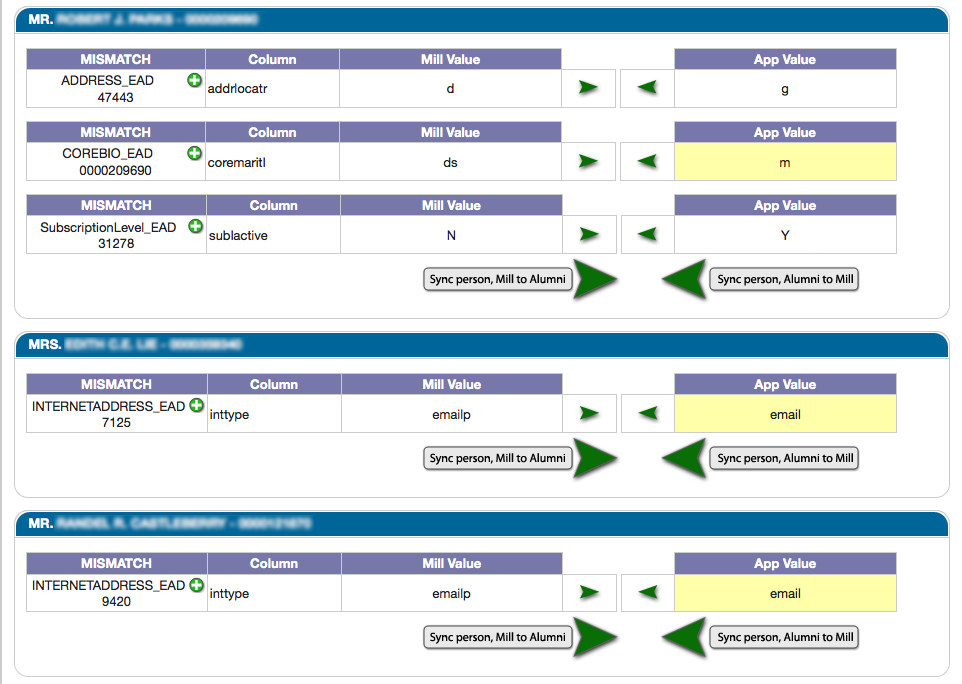 MR.
MISMATCH Column Mill Value App Value
ADDRESS_EAD
47443 addrlocatr d g
MISMATCH Column Mill Value App Value
COREBIO_EAD
0000209690 coremaritl ds m
MISMATCH Column Mill Value App Value
SubscriptionLevel_EAD
31278 sublactive N Y
Sync person, Mill to Alumni Sync person, Alumni to Mill
MRS.
MISMATCH Column Mill Value App Value
INTERNETADDRESS_EAD
7125 inttype emailp email
Sync person, Mill to Alumni Sync person, Alumni to Mill
MR.
MISMATCH Column Mill Value App Value
INTERNETADDRESS_EAD
9420 inttype emailp email
Sync person, Mill to Alumni Sync person, Alumni to Mill